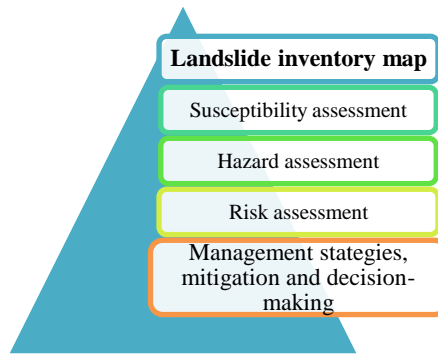 Landslide inventory map
Susceptibility assessment
Hazard assessment
Risk assessment
Management stategies,
mitigation and decision-
making